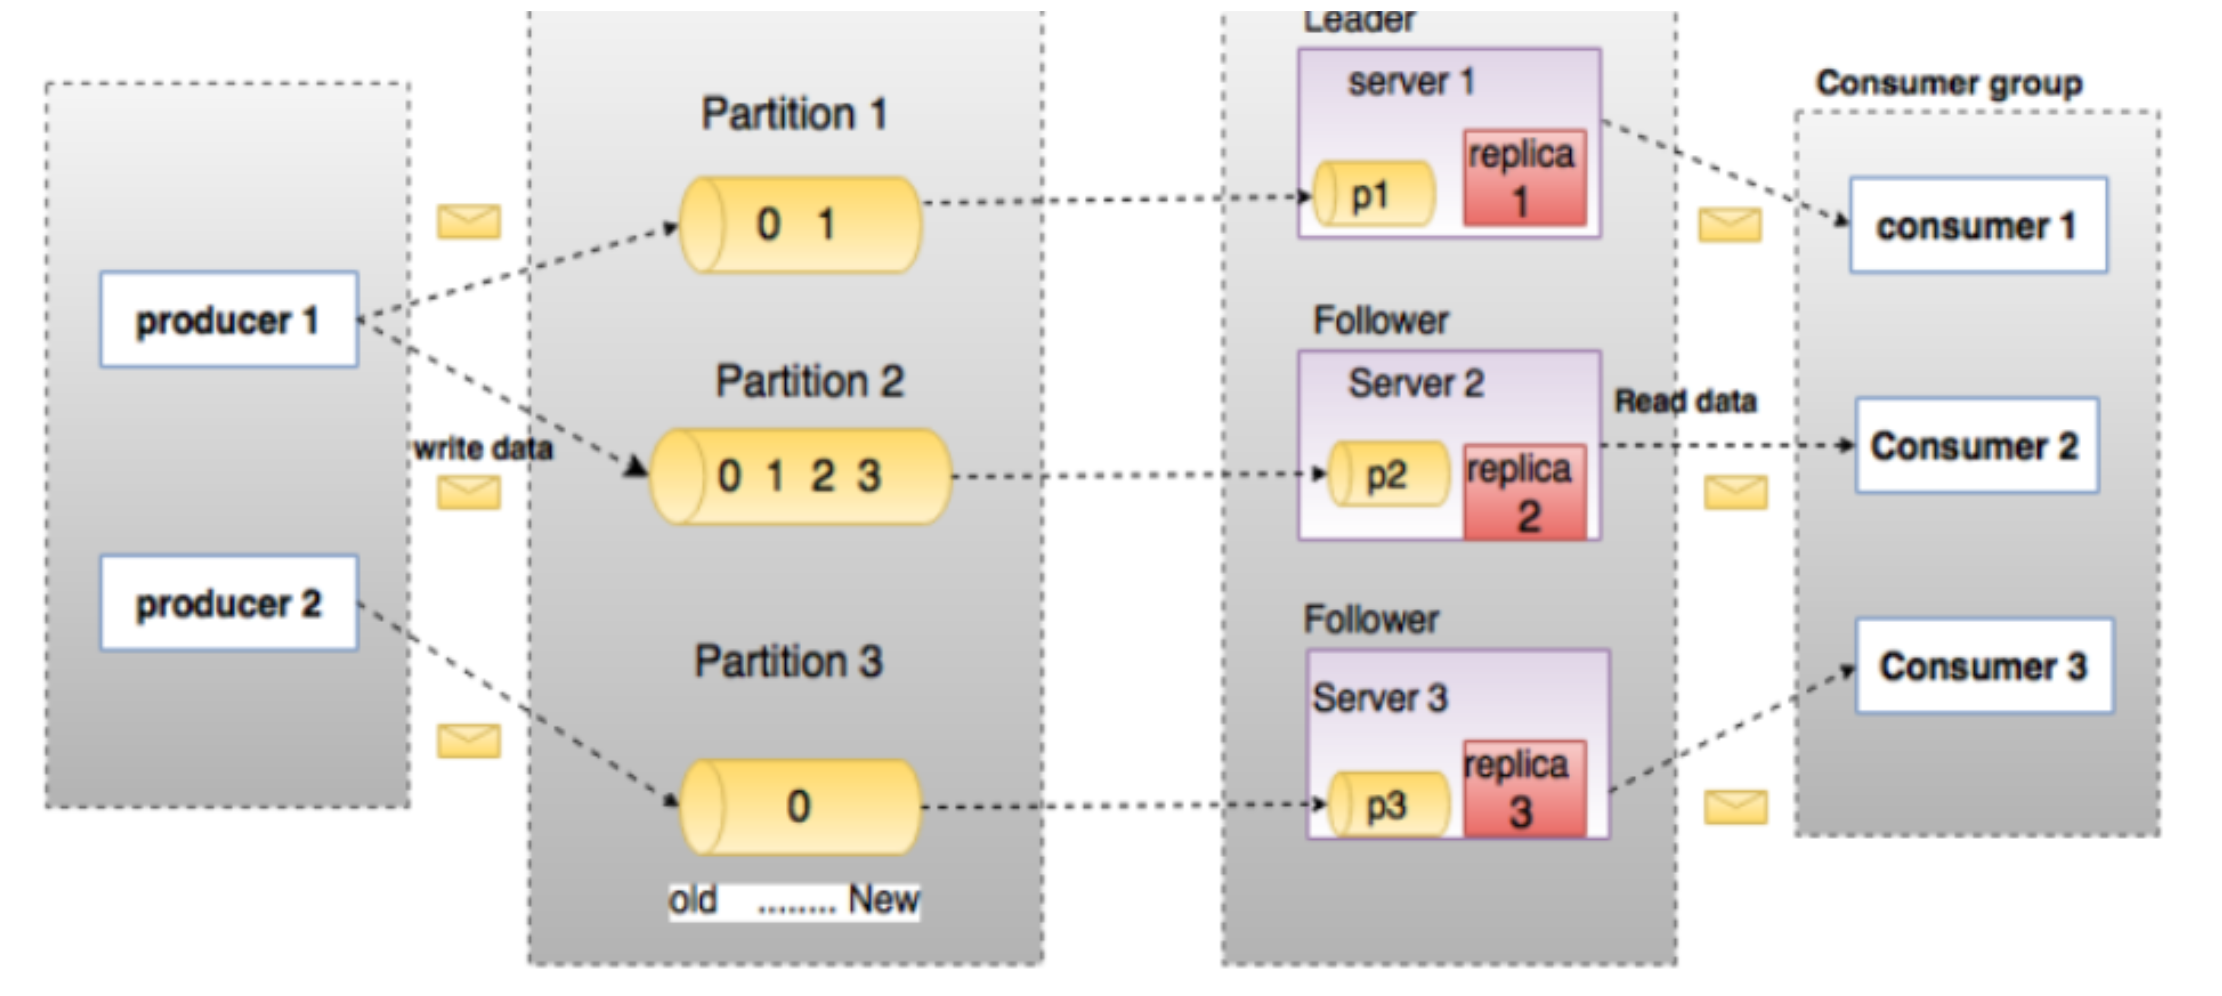 producer 1
producer 2
write data
Partition 1
0 1
Partition 2
0 1 2 3
Partition 3
0
old ........ New
Leader
server 1
p1
replica
1
Follower
Server 2
p2
replica
2
Follower
Server 3
p3
replica
3
Read data
Consumer group
consumer 1
Consumer 2
Consumer 3